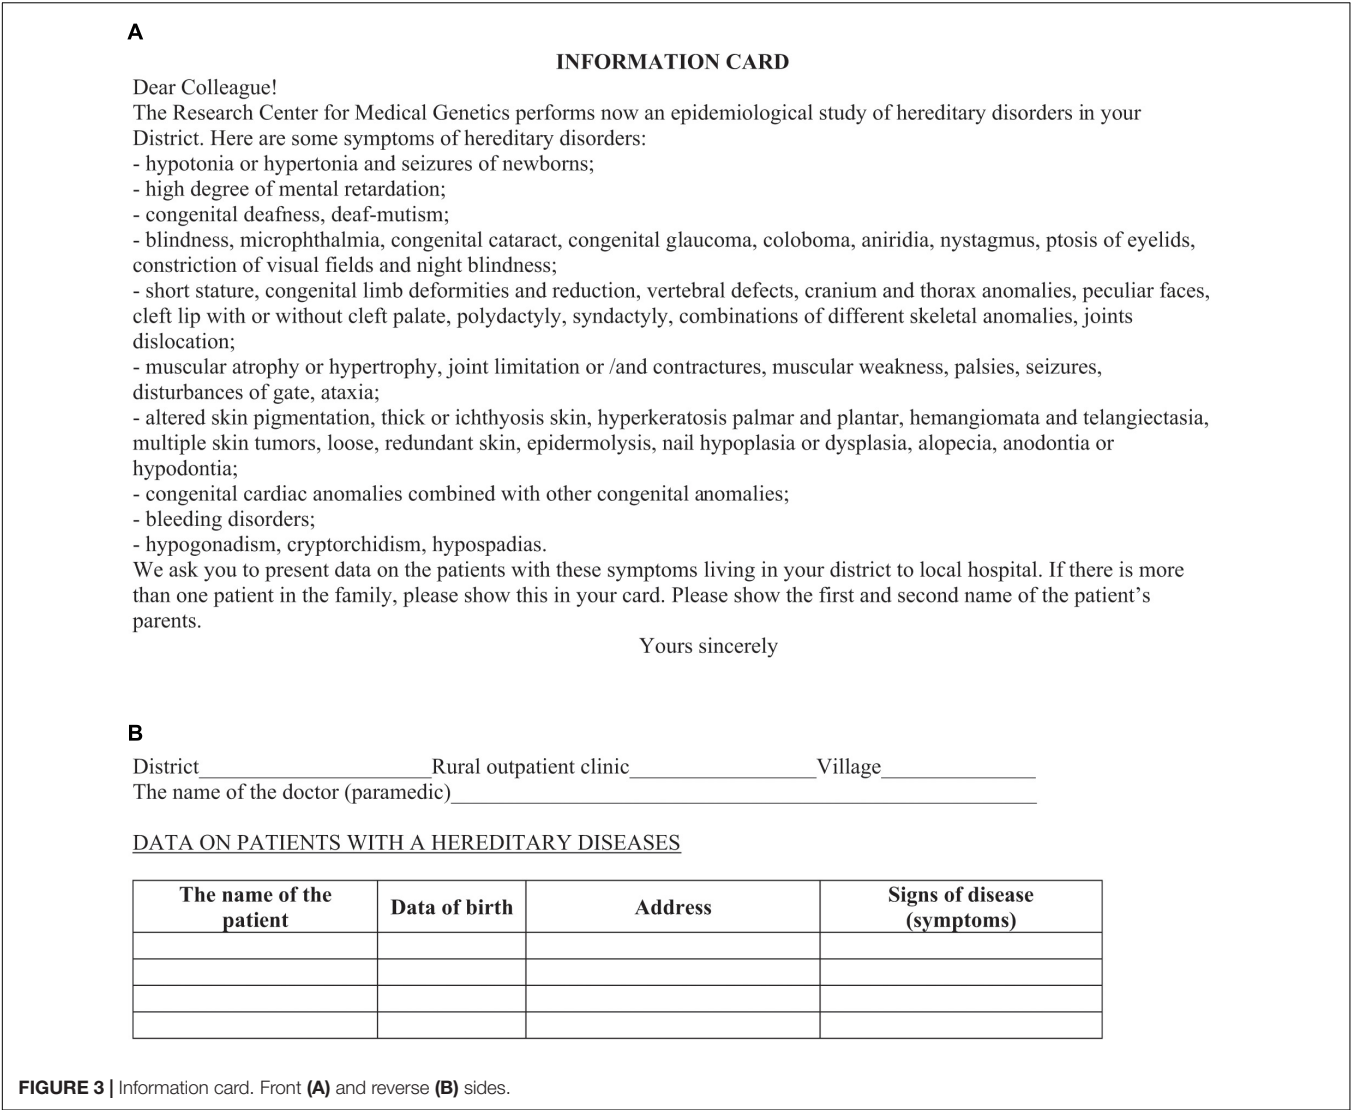 A
INFORMATION CARD
Dear Colleague!
The Research Center for Medical Genetics performs now an epidemiological study of hereditary disorders in your
District. Here are some symptoms of hereditary disorders:
- hypotonia or hypertonia and seizures of newborns;
- high degree of mental retardation;
- congenital deafness, deaf-mutism;
- blindness, microphthalmia, congenital cataract, congenital glaucoma, coloboma, aniridia, nystagmus, ptosis of eyelids,
constriction of visual fields and night blindness;
- short stature, congenital limb deformities and reduction, vertebral defects, cranium and thorax anomalies, peculiar faces,
cleft lip with or without cleft palate, polydactyly, syndactyly, combinations of different skeletal anomalies, joints
dislocation;
- muscular atrophy or hypertrophy, joint limitation or /and contractures, muscular weakness, palsies, seizures,
disturbances of gate, ataxia;
- altered skin pigmentation, thick or ichthyosis skin, hyperkeratosis palmar and plantar, hemangiomata and telangiectasia,
multiple skin tumors, loose, redundant skin, epidermolysis, nail hypoplasia or dysplasia, alopecia, anodontia or
hypodontia;
- congenital cardiac anomalies combined with other congenital anomalies;
- bleeding disorders;
- hypogonadism, cryptorchidism, hypospadias.
We ask you to present data on the patients with these symptoms living in your district to local hospital. If there is more
than one patient in the family, please show this in your card. Please show the first and second name of the patient's
parents.
Yours sincerely
B
District_____________________Rural outpatient clinic_________________Village______________
The name of the doctor (paramedic)_____________________________________________________
DATA ON PATIENTS WITH A HEREDITARY DISEASES
The name of the patient | Data of birth | Address | Signs of disease (symptoms)
FIGURE 3 | Information card. Front (A) and reverse (B) sides.